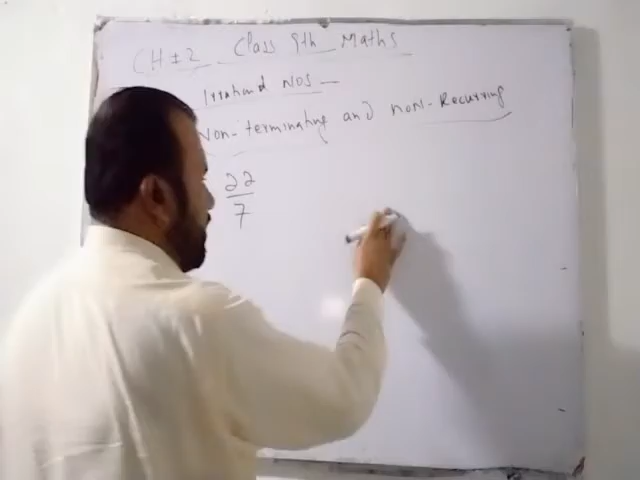 CH # 2 Class 9th Maths
Irrational NOS —
Non-terminating and NON-Recurring
22
7